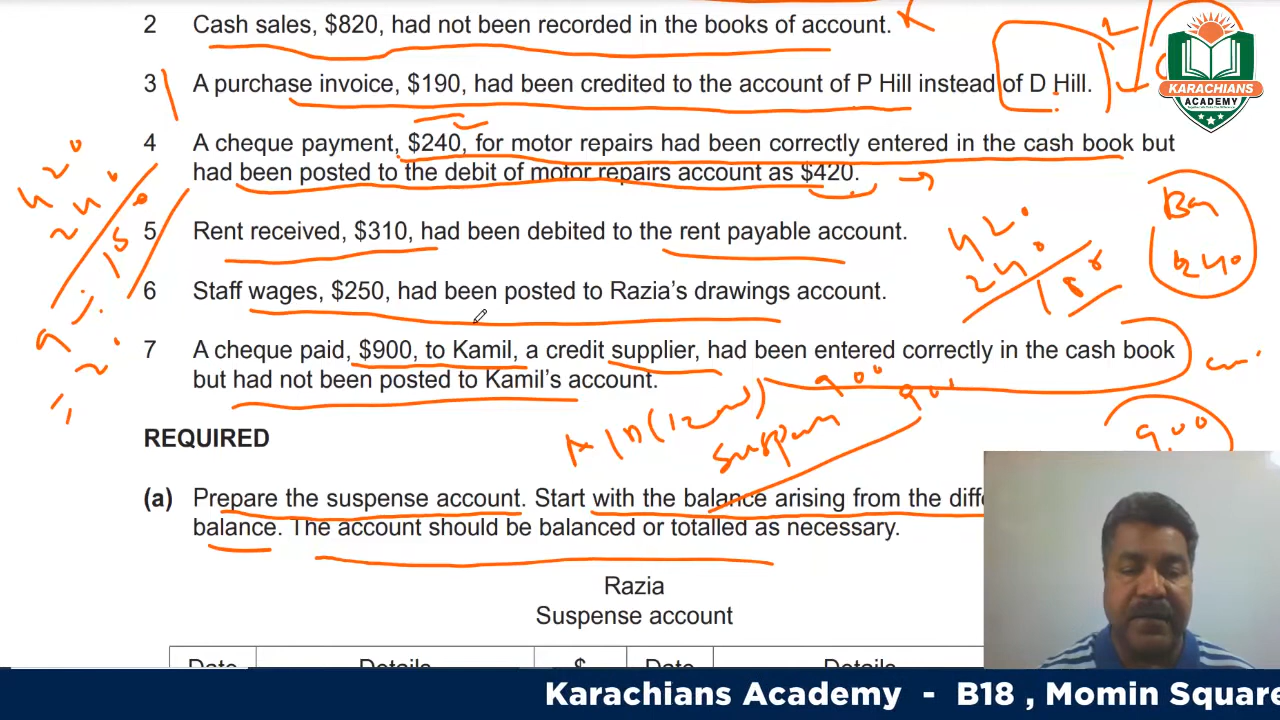 2 Cash sales, $820, had not been recorded in the books of account.
3 A purchase invoice, $190, had been credited to the account of P Hill instead of D Hill.
KARACHIANS
ACADEMY
4 A cheque payment, $240, for motor repairs had been correctly entered in the cash book but
had been posted to the debit of motor repairs account as $420.
420
240
5 Rent received, $310, had been debited to the rent payable account.
420
240
240
6 Staff wages, $250, had been posted to Razia's drawings account.
7 A cheque paid, $900, to Kamil, a credit supplier, had been entered correctly in the cash book
but had not been posted to Kamil's account.
900
900
REQUIRED
(a) Prepare the suspense account. Start with the balance arising from the
balance. The account should be balanced or totalled as necessary.
Razia
Suspense account
Date Details $ Date Details
Karachians Academy - B18 , Momin Square